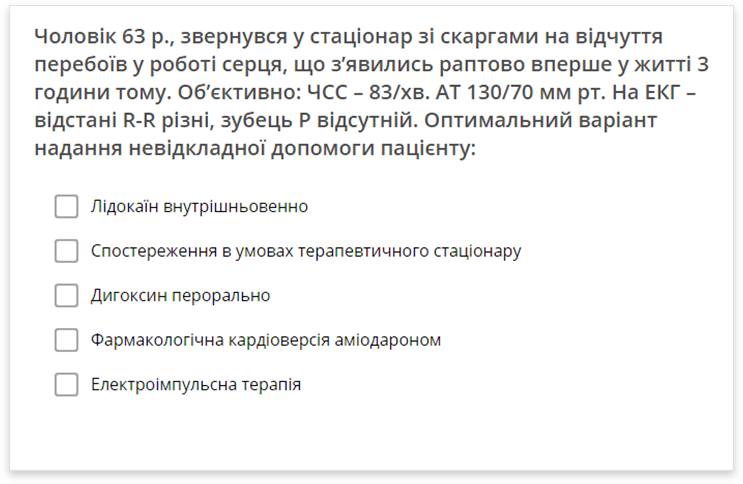 Чоловік 63 р., звернувся у стаціонар зі скаргами на відчуття
перебоїв у роботі серця, що з’явились раптово вперше у житті 3
години тому. Об’єктивно: ЧСС – 83/хв. АТ 130/70 мм рт. На ЕКГ –
відстані R-R різні, зубець Р відсутній. Оптимальний варіант
надання невідкладної допомоги пацієнту:
Лідокаїн внутрішньовенно
Спостереження в умовах терапевтичного стаціонару
Дигоксин перорально
Фармакологічна кардіоверсія аміодароном
Електроімпульсна терапія